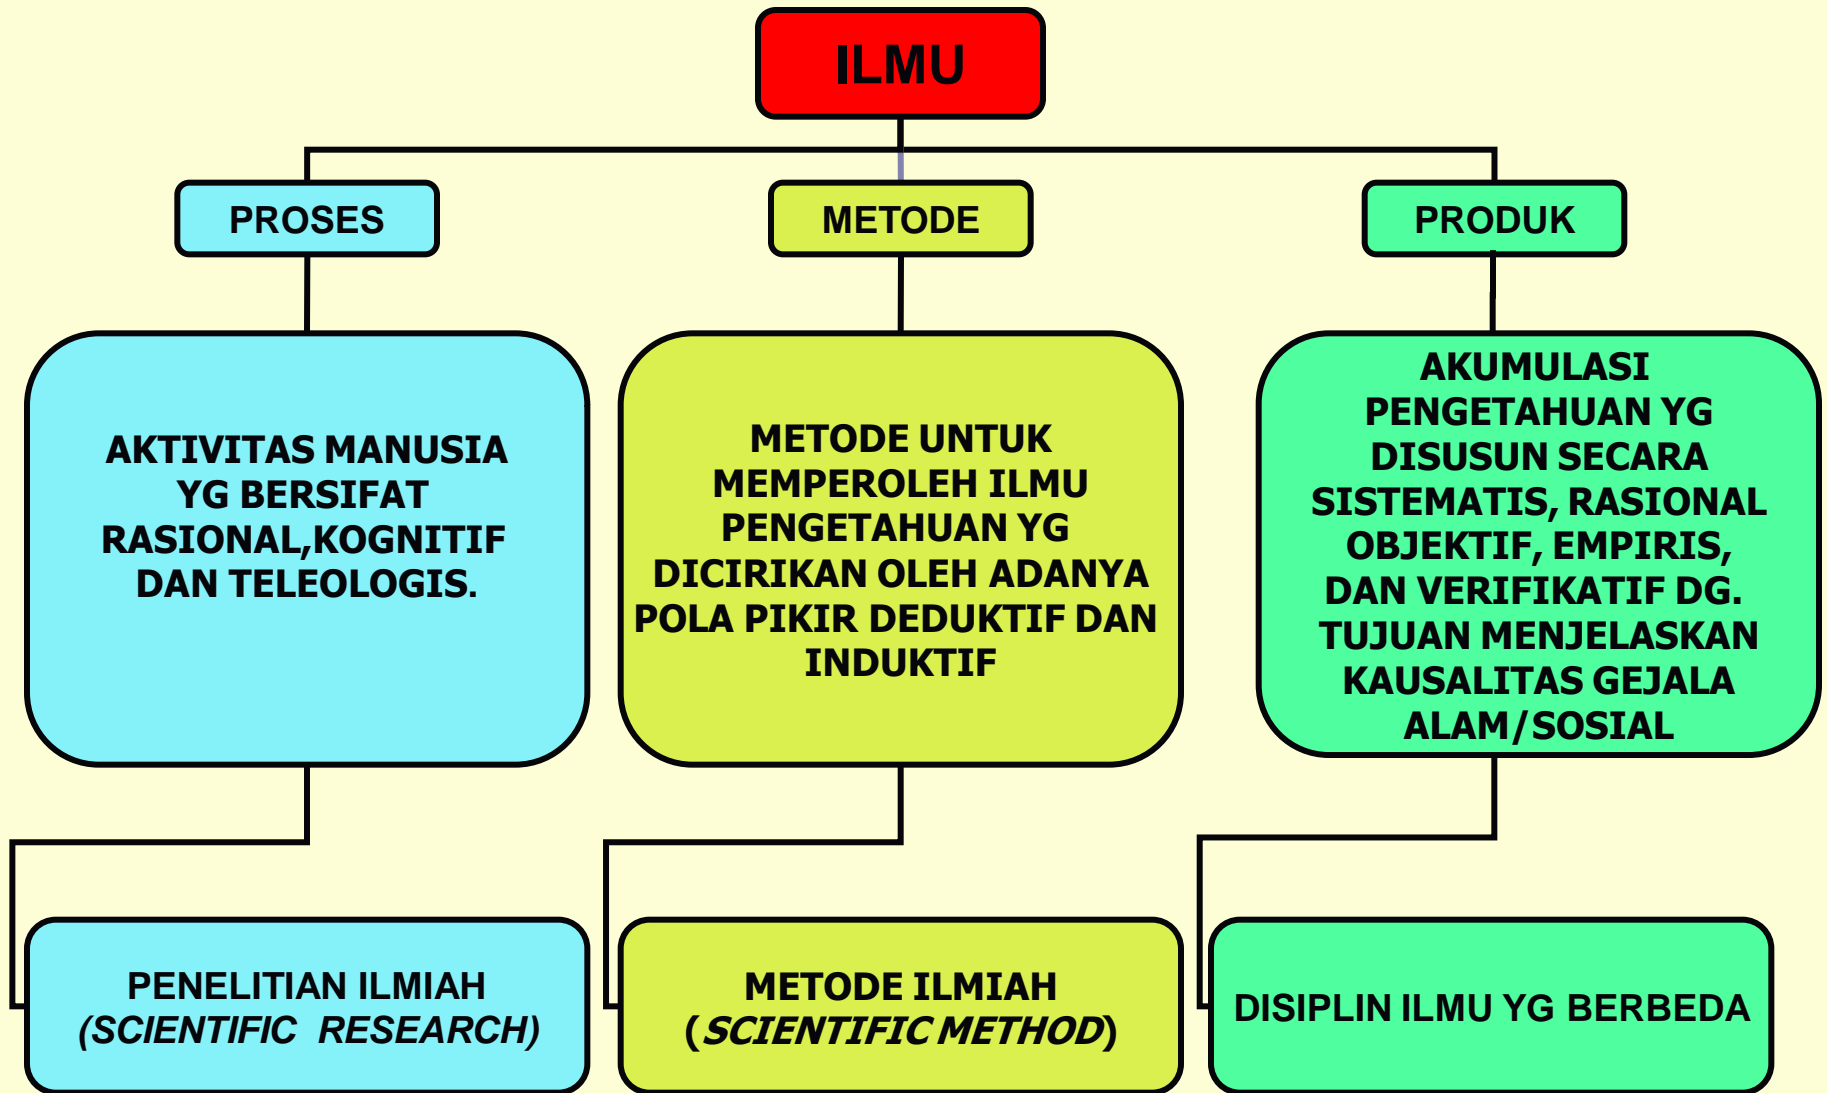 ILMU
PROSES
METODE
PRODUK
AKTIVITAS MANUSIA
YG BERSIFAT
RASIONAL,KOGNITIF
DAN TELEOLOGIS.
METODE UNTUK
MEMPEROLEH ILMU
PENGETAHUAN YG
DICIRIKAN OLEH ADANYA
POLA PIKIR DEDUKTIF DAN
INDUKTIF
AKUMULASI
PENGETAHUAN YG
DISUSUN SECARA
SISTEMATIS, RASIONAL
OBJEKTIF, EMPIRIS,
DAN VERIFIKATIF DG.
TUJUAN MENJELASKAN
KAUSALITAS GEJALA
ALAM/SOSIAL
PENELITIAN ILMIAH
(SCIENTIFIC RESEARCH)
METODE ILMIAH
(SCIENTIFIC METHOD)
DISIPLIN ILMU YG BERBEDA